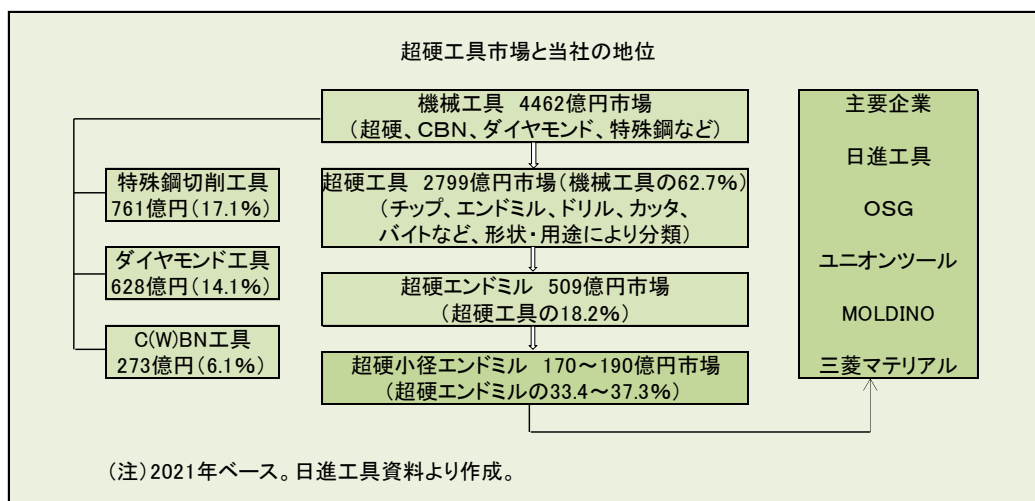 超硬工具市場と当社の地位
機械工具 4462億円市場
(超硬、CBN、ダイヤモンド、特殊鋼など)
超硬工具 2799億円市場(機械工具の62.7%)
(チップ、エンドミル、ドリル、カッタ、
バイトなど、形状・用途により分類)
超硬エンドミル 509億円市場
(超硬工具の18.2%)
超硬小径エンドミル 170~190億円市場
(超硬エンドミルの33.4~37.3%)
特殊鋼切削工具
761億円(17.1%)
ダイヤモンド工具
628億円(14.1%)
C(W)BN工具
273億円(6.1%)
主要企業
日進工具
OSG
ユニオンツール
MOLDINO
三菱マテリアル
(注)2021年ベース。日進工具資料より作成。